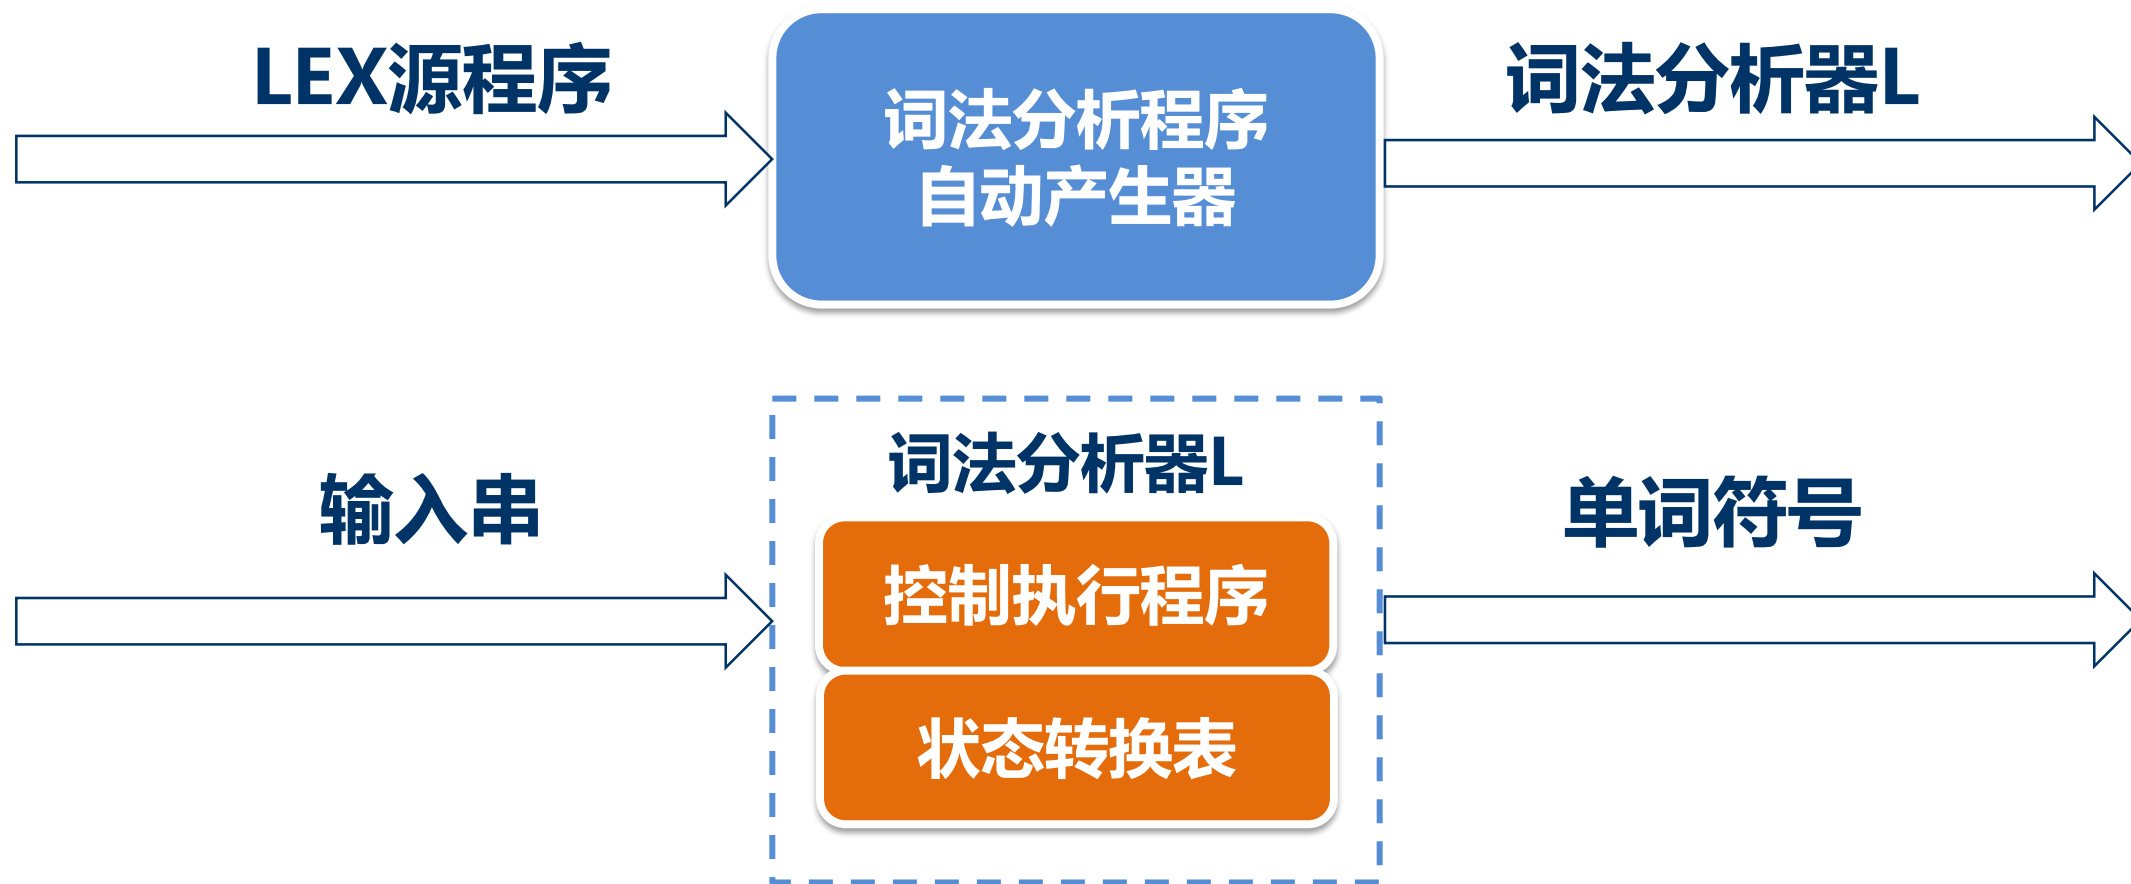 LEX源程序
词法分析程序
自动产生器
词法分析器L
输入串
词法分析器L
控制执行程序
状态转换表
单词符号